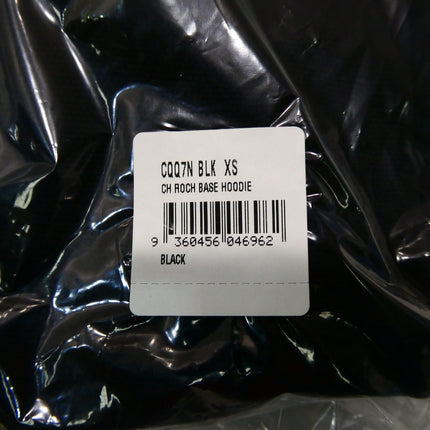 CQQ7N BLK XS
CH ROCH BASE HOODIE
9 360456 046962
BLACK